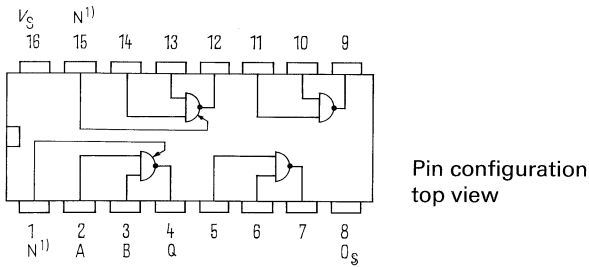 VS N1)
16 15 14 13 12 11 10 9
Pin configuration
top view
1 2 3 4 5 6 7 8
N1) A B Q 0S